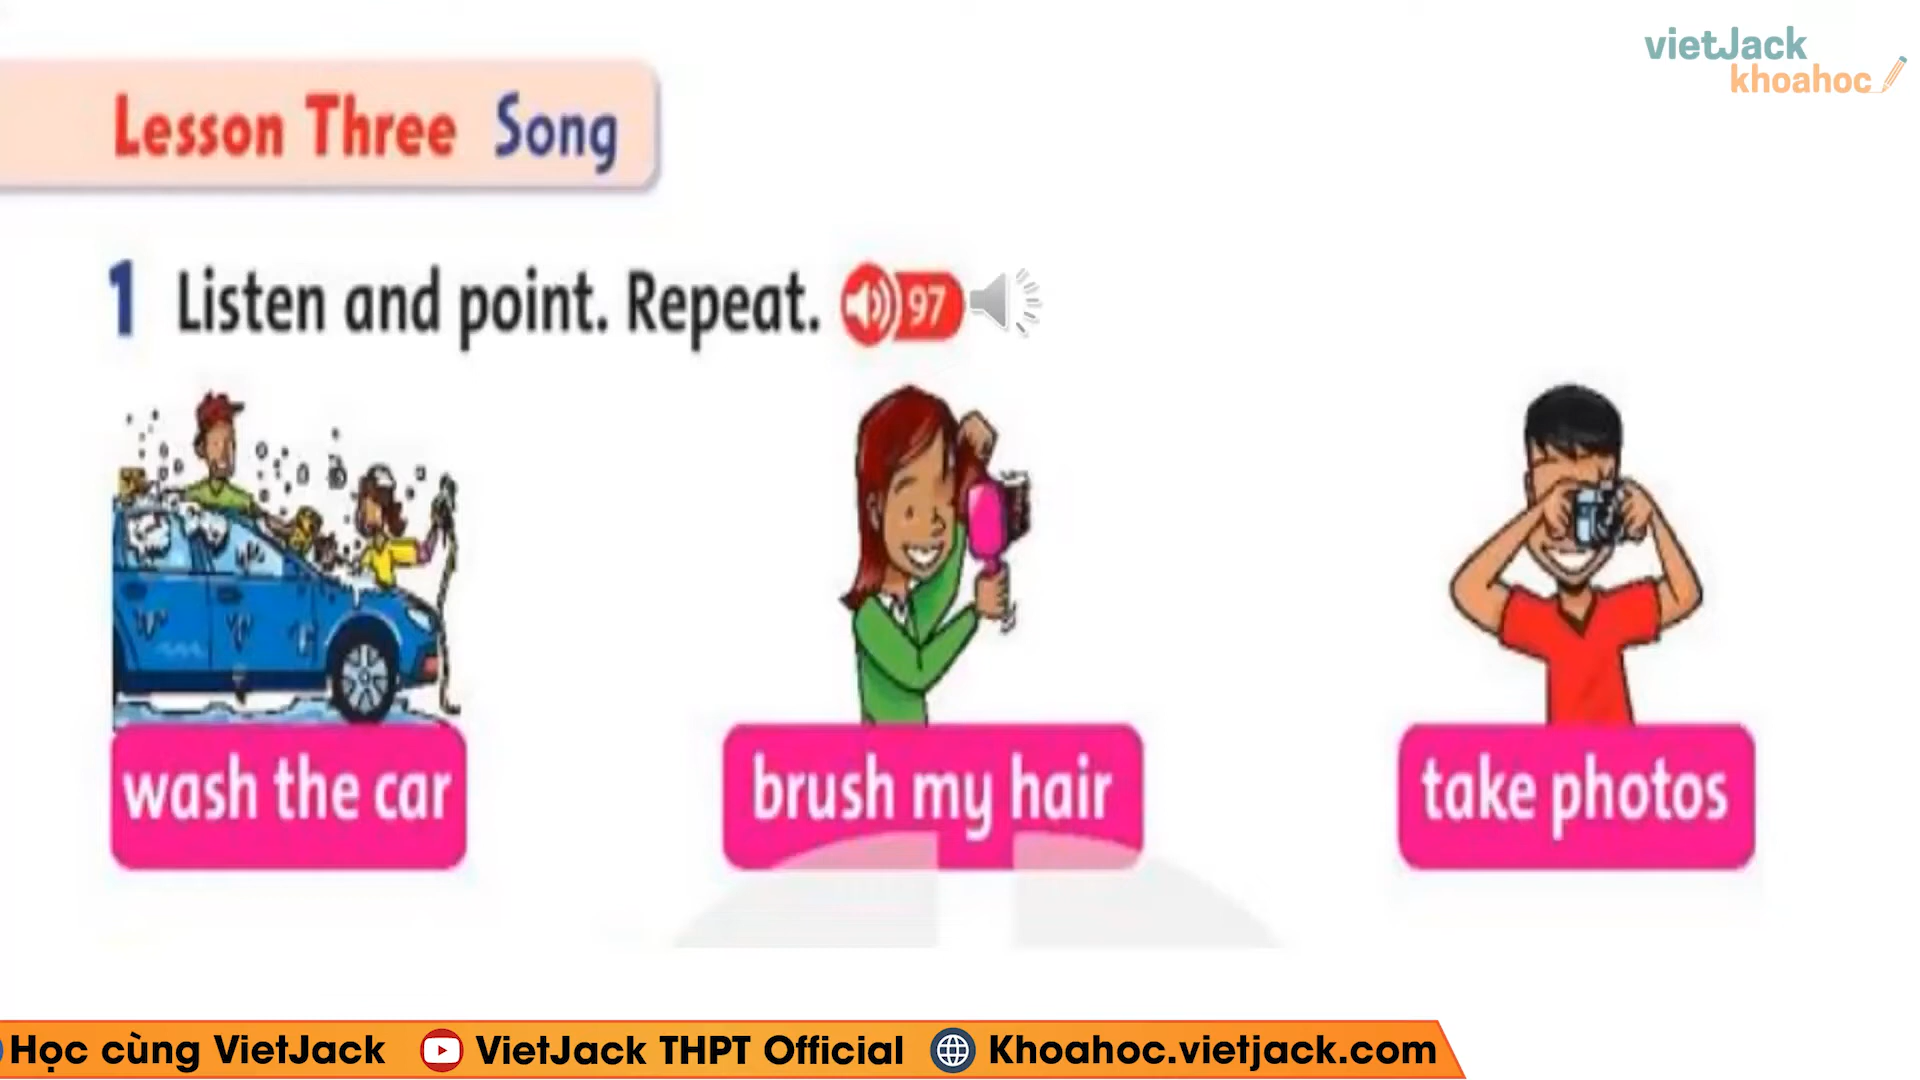 vietJack
khoahoc
Lesson Three Song
1 Listen and point. Repeat. 97
wash the car
brush my hair
take photos
Học cùng VietJack VietJack THPT Official Khoahoc.vietjack.com